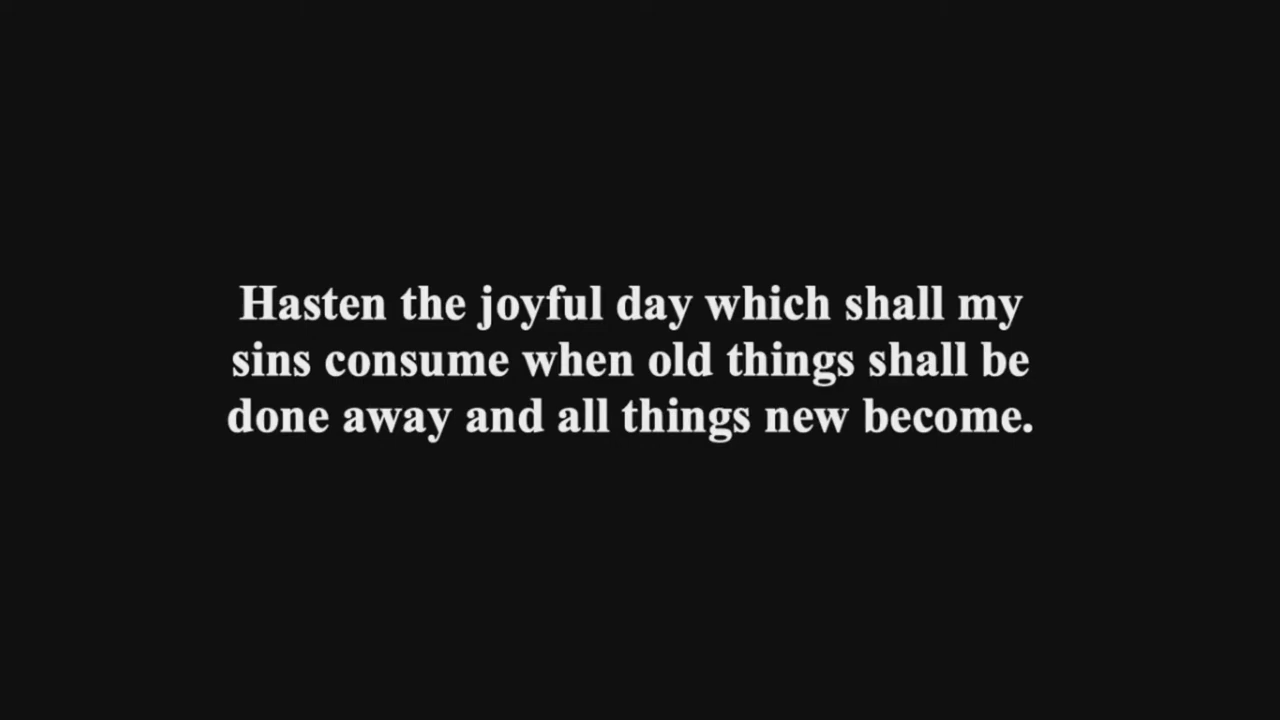 Hasten the joyful day which shall my
sins consume when old things shall be
done away and all things new become.